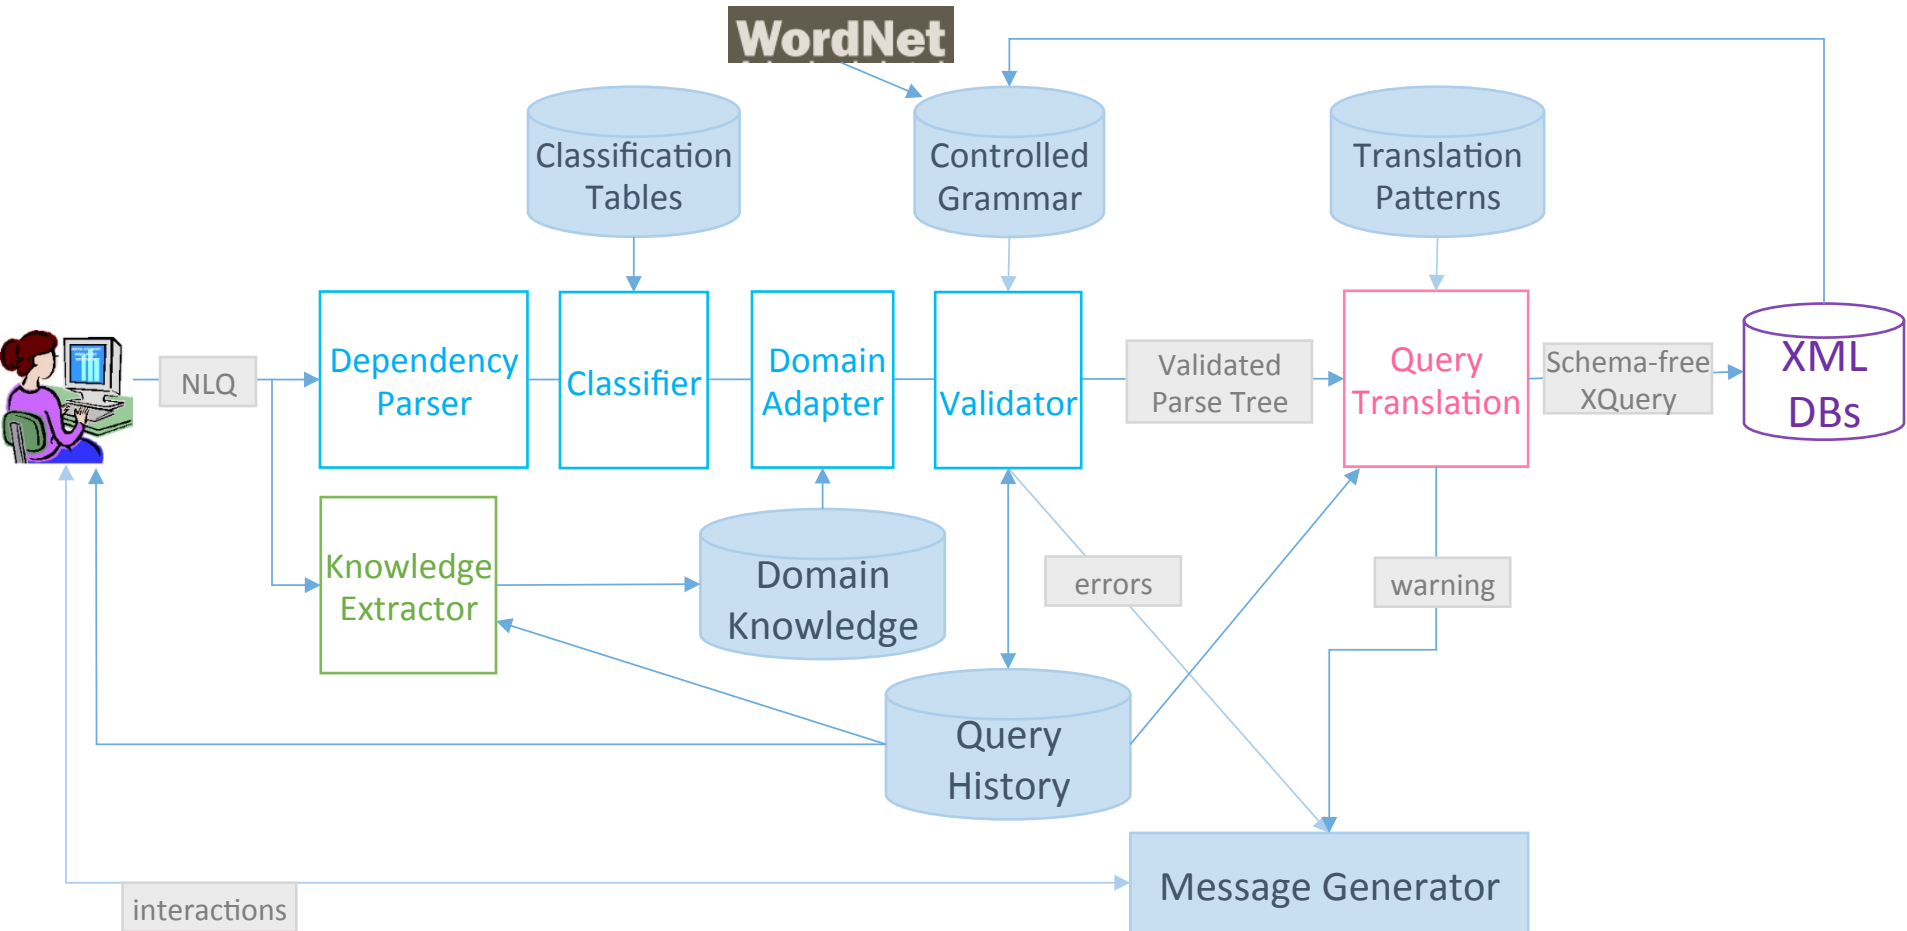 WordNet
Classification
Tables
Controlled
Grammar
Translation
Patterns
NLQ
Dependency
Parser
Classifier
Domain
Adapter
Validator
Validated
Parse Tree
Query
Translation
Schema-free
XQuery
XML
DBs
Knowledge
Extractor
Domain
Knowledge
errors
warning
Query
History
Message Generator
interactions